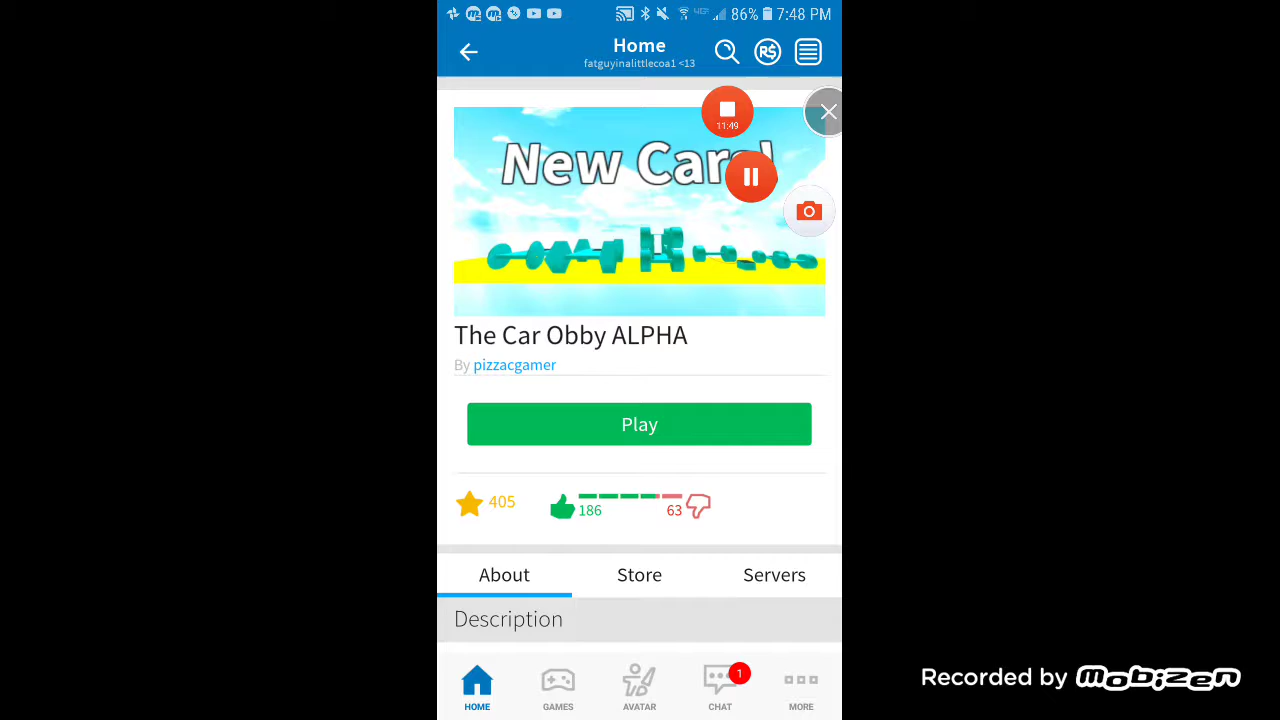 86% 7:48 PM
Home
fatguyinalittlecoa1 <13
R$
11:49
New Cars!
The Car Obby ALPHA
By pizzacgamer
Play
405
186
63
About
Store
Servers
Description
1
HOME
GAMES
AVATAR
CHAT
MORE
Recorded by mobizen